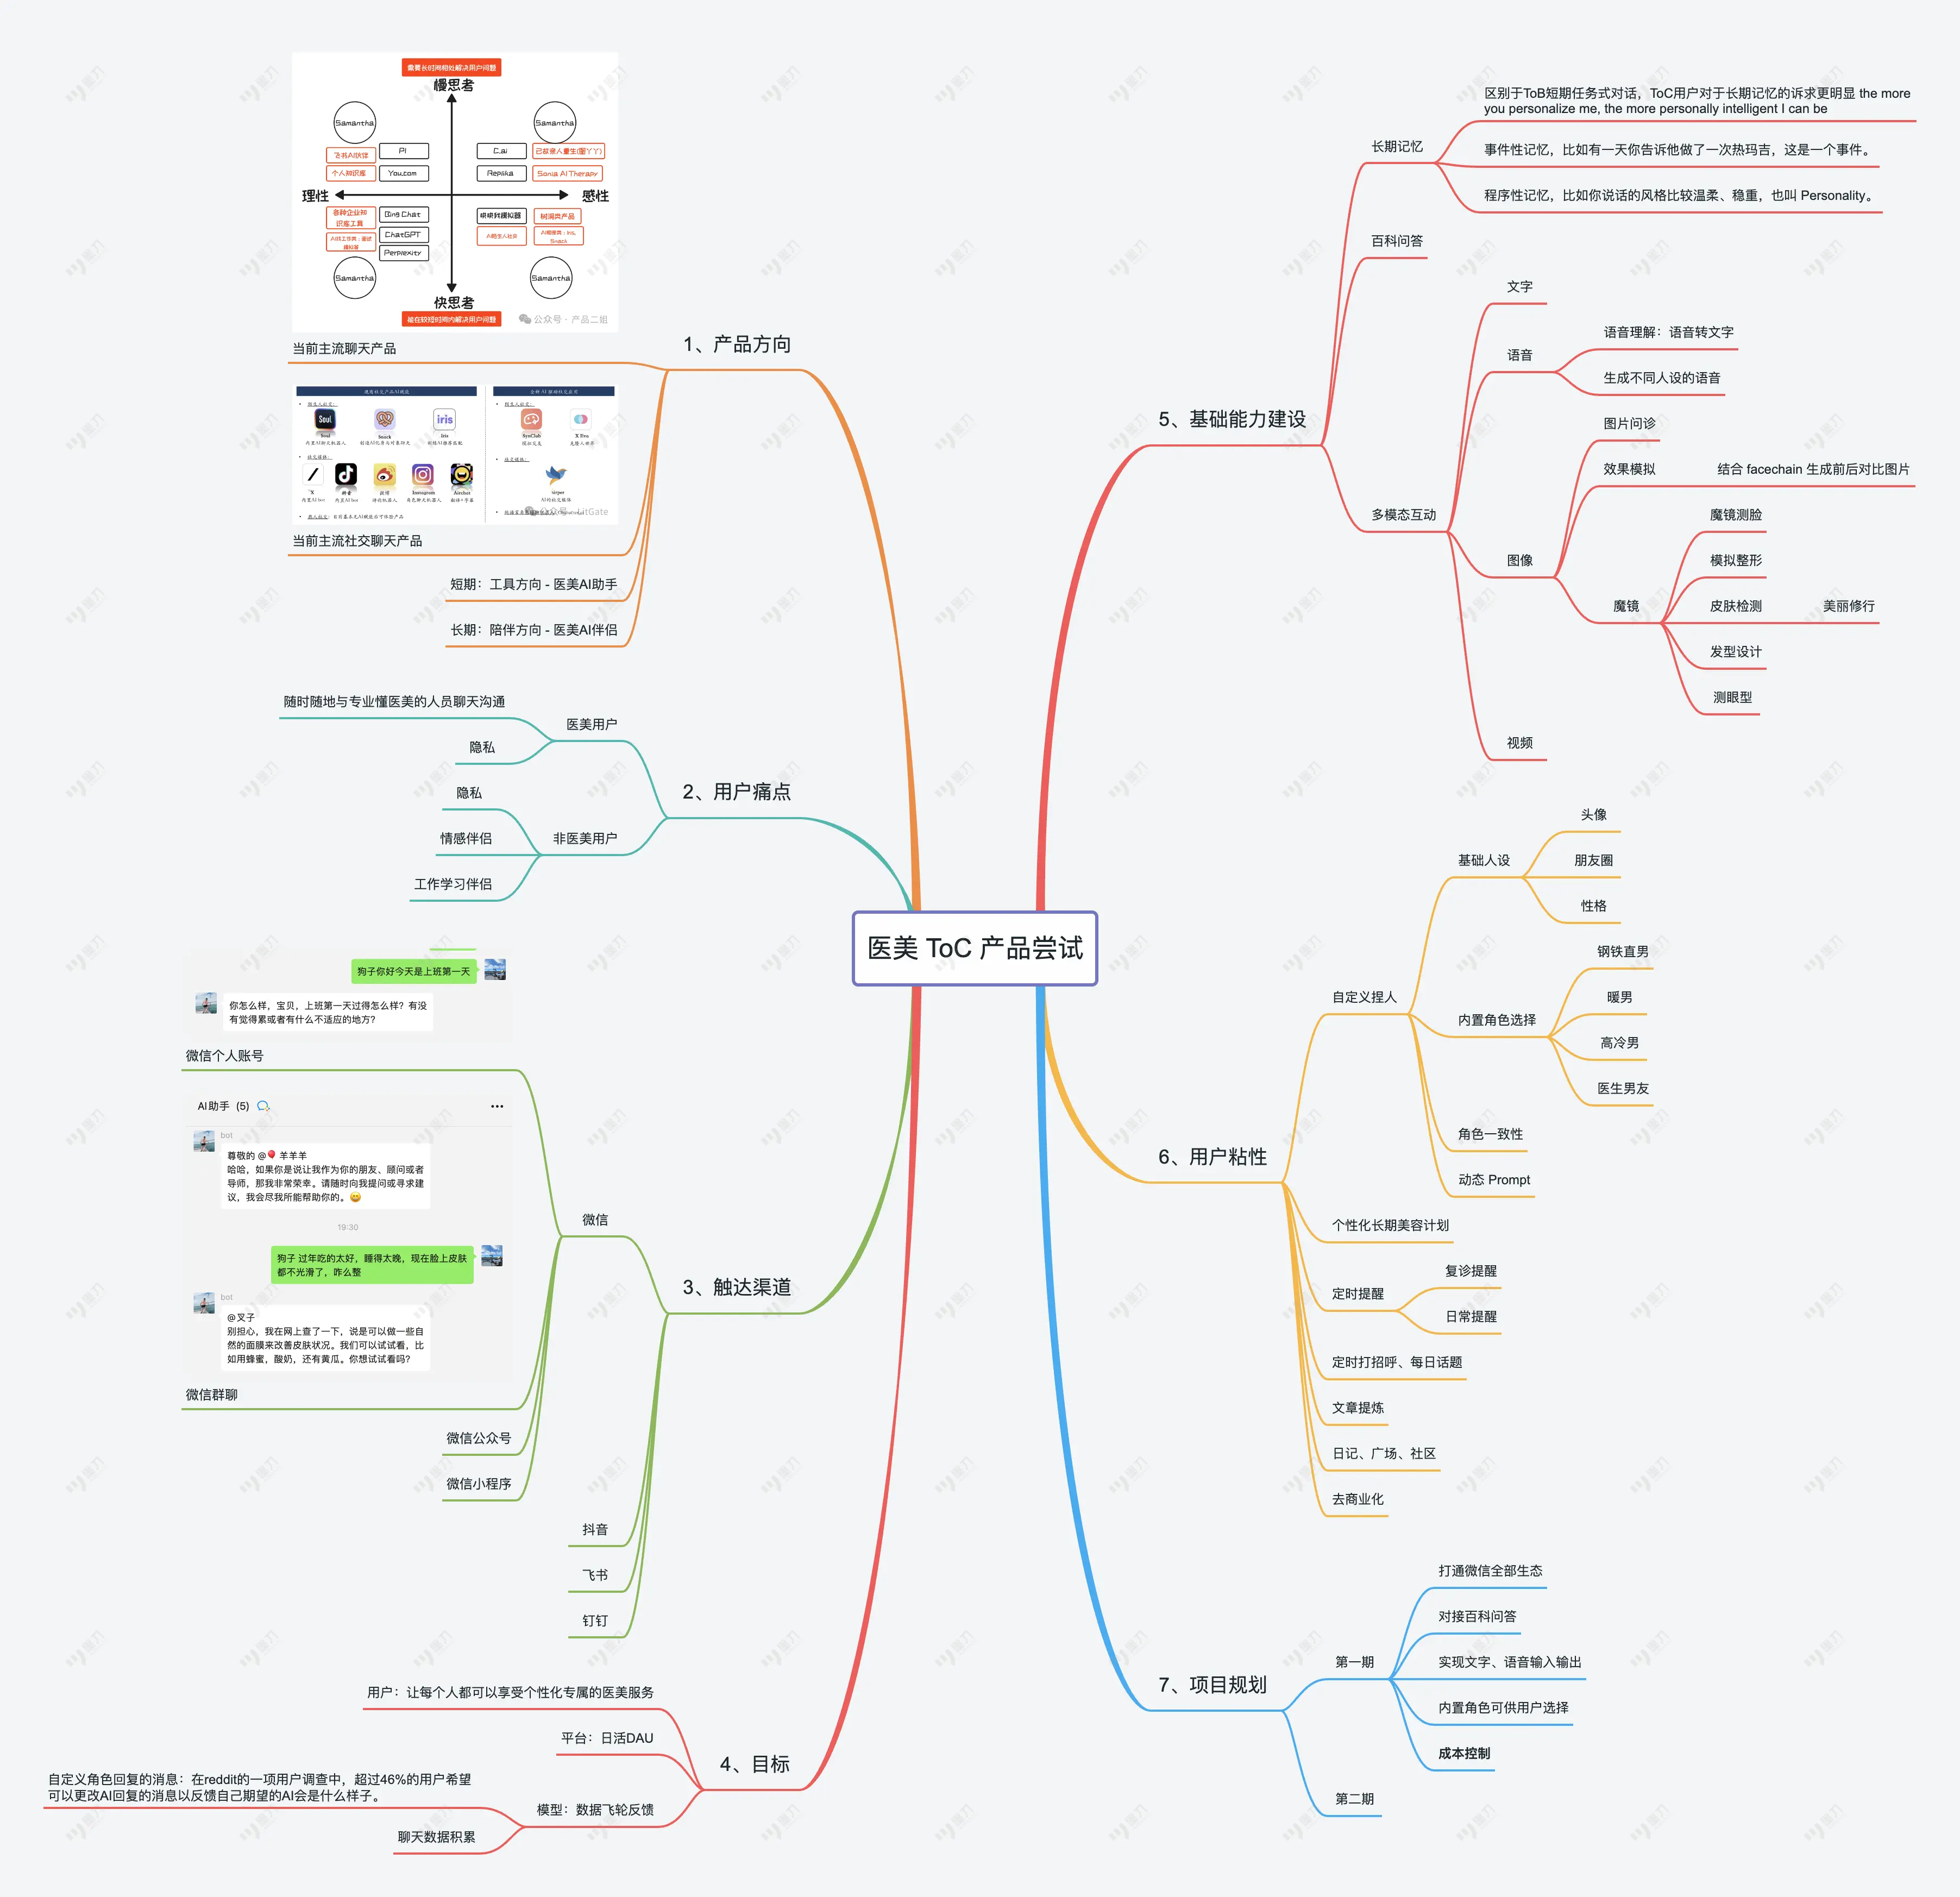 医美 ToC 产品尝试
1、产品方向
需要长时间相处解决用户问题
慢思考
Samantha
Samantha
飞书AI伙伴
PI
C.ai
个人知识库
You.com
Replika
Sonia AI Therapy
理性
感性
各种企业知
识库工具
Bing Chat
哄哄我模拟器
树洞类产品
ChatGPT
AI陌生人社交
Perplexity
Samantha
Samantha
快思考
能在较短时间内解决用户问题
公众号 · 产品二姐
当前主流聊天产品
Soul
Snack
Iris
SynClub
X Eva
X
抖音
微博
Instagram
Airchat
当前主流社交聊天产品
短期：工具方向 - 医美AI助手
长期：陪伴方向 - 医美AI伴侣
2、用户痛点
医美用户
随时随地与专业懂医美的人员聊天沟通
隐私
非医美用户
隐私
情感伴侣
工作学习伴侣
3、触达渠道
微信
狗子你好今天是上班第一天
你怎么样，宝贝，上班第一天过得怎么样？有没
有觉得累或者有什么不适应的地方？
微信个人账号
AI助手（5）
bot
尊敬的 @🎈 羊羊羊
哈哈，如果你是说让我作为你的朋友、顾问或者
导师，那我非常荣幸。请随时向我提问或寻求建
议，我会尽我所能帮助你的。😄
19:30
狗子 过年吃的太好，睡得太晚，现在脸上皮肤
都不光滑了，咋么整
bot
@叉子
别担心，我在网上查了一下，说是可以做一些自
然的面膜来改善皮肤状况。我们可以试试看，比
如用蜂蜜，酸奶，还有黄瓜。你想试试看吗？
微信群聊
微信公众号
微信小程序
抖音
飞书
钉钉
4、目标
用户：让每个人都可以享受个性化专属的医美服务
平台：日活DAU
模型：数据飞轮反馈
自定义角色回复的消息：在reddit的一项用户调查中，超过46%的用户希望
可以更改AI回复的消息以反馈自己期望的AI会是什么样子。
聊天数据积累
5、基础能力建设
长期记忆
区别于ToB短期任务式对话，ToC用户对于长期记忆的诉求更明显 the more
you personalize me, the more personally intelligent I can be
事件性记忆，比如有一天你告诉他做了一次热玛吉，这是一个事件。
程序性记忆，比如你说话的风格比较温柔、稳重，也叫 Personality。
百科问答
多模态互动
文字
语音
语音理解：语音转文字
生成不同人设的语音
图像
图片问诊
效果模拟
结合 facechain 生成前后对比图片
魔镜
魔镜测脸
模拟整形
皮肤检测
美丽修行
发型设计
测眼型
视频
6、用户粘性
自定义捏人
基础人设
头像
朋友圈
性格
内置角色选择
钢铁直男
暖男
高冷男
医生男友
角色一致性
动态 Prompt
个性化长期美容计划
定时提醒
复诊提醒
日常提醒
定时打招呼、每日话题
文章提炼
日记、广场、社区
去商业化
7、项目规划
第一期
打通微信全部生态
对接百科问答
实现文字、语音输入输出
内置角色可供用户选择
成本控制
第二期